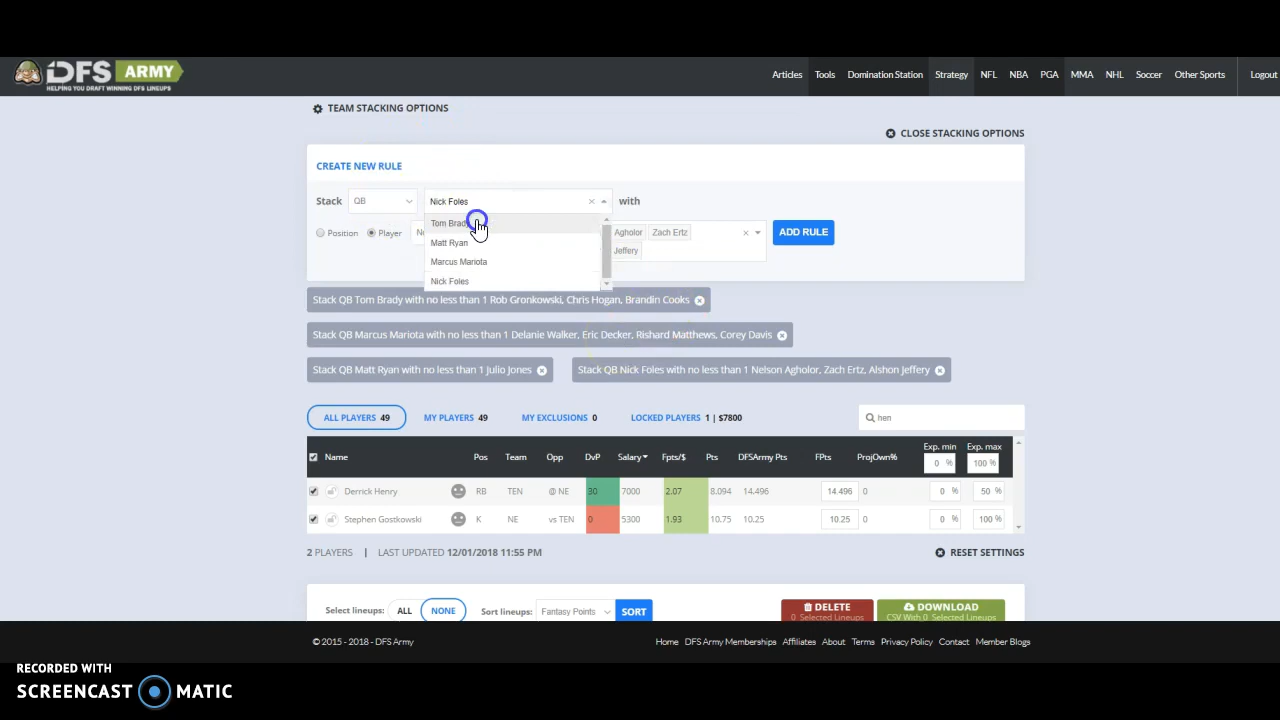 DFS ARMY
HELPING YOU DRAFT WINNING DFS LINEUPS
Articles Tools Domination Station Strategy NFL NBA PGA MMA NHL Soccer Other Sports Logout
TEAM STACKING OPTIONS
CLOSE STACKING OPTIONS
CREATE NEW RULE
Stack QB Nick Foles with
Position Player Agholor Zach Ertz ADD RULE
Jeffery
Tom Brady
Matt Ryan
Marcus Mariota
Nick Foles
Stack QB Tom Brady with no less than 1 Rob Gronkowski, Chris Hogan, Brandin Cooks
Stack QB Marcus Mariota with no less than 1 Delanie Walker, Eric Decker, Rishard Matthews, Corey Davis
Stack QB Matt Ryan with no less than 1 Julio Jones
Stack QB Nick Foles with no less than 1 Nelson Agholor, Zach Ertz, Alshon Jeffery
ALL PLAYERS 49 MY PLAYERS 49 MY EXCLUSIONS 0 LOCKED PLAYERS 1 | $7800 hen
Name Pos Team Opp DvP Salary Fpts/$ Pts DFSArmy Pts FPts ProjOwn% Exp. min Exp. max
0 % 100 %
Derrick Henry RB TEN @ NE 30 7000 2.07 8.094 14.496 14.496 0 0 % 50 %
Stephen Gostkowski K NE vs TEN 0 5300 1.93 10.75 10.25 10.25 0 0 % 100 %
2 PLAYERS | LAST UPDATED 12/01/2018 11:55 PM RESET SETTINGS
Select lineups: ALL NONE Sort lineups: Fantasy Points SORT DELETE DOWNLOAD
0 Selected Lineups CSV With 0 Selected Lineups
© 2015 - 2018 - DFS Army Home DFS Army Memberships Affiliates About Terms Privacy Policy Contact Member Blogs
RECORDED WITH
SCREENCAST MATIC